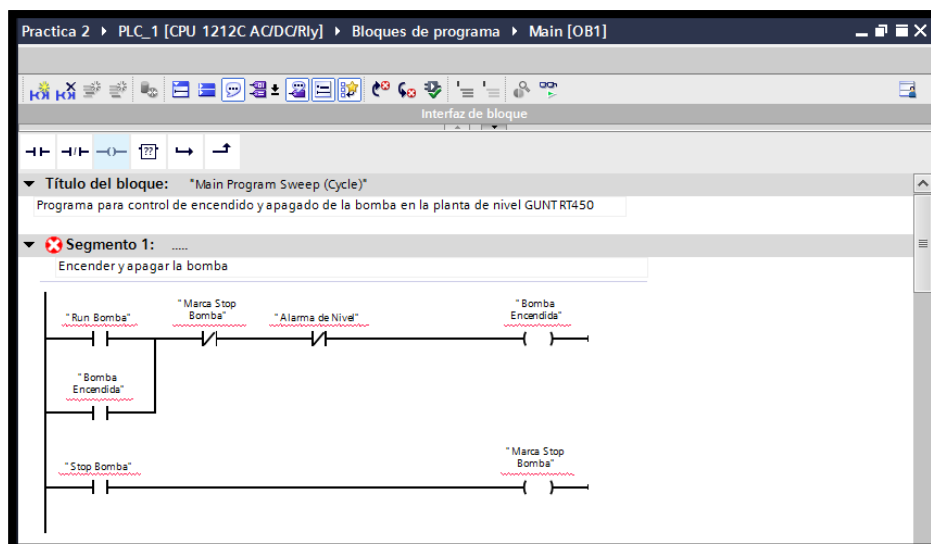 Practica 2 ▸ PLC_1 [CPU 1212C AC/DC/Rly] ▸ Bloques de programa ▸ Main [OB1]
Interfaz de bloque
??
Título del bloque: "Main Program Sweep (Cycle)"
Programa para control de encendido y apagado de la bomba en la planta de nivel GUNT RT450
Segmento 1: .....
Encender y apagar la bomba
"Run Bomba"
"Marca Stop
Bomba"
"Alarma de Nivel"
"Bomba
Encendida"
"Bomba
Encendida"
"Stop Bomba"
"Marca Stop
Bomba"